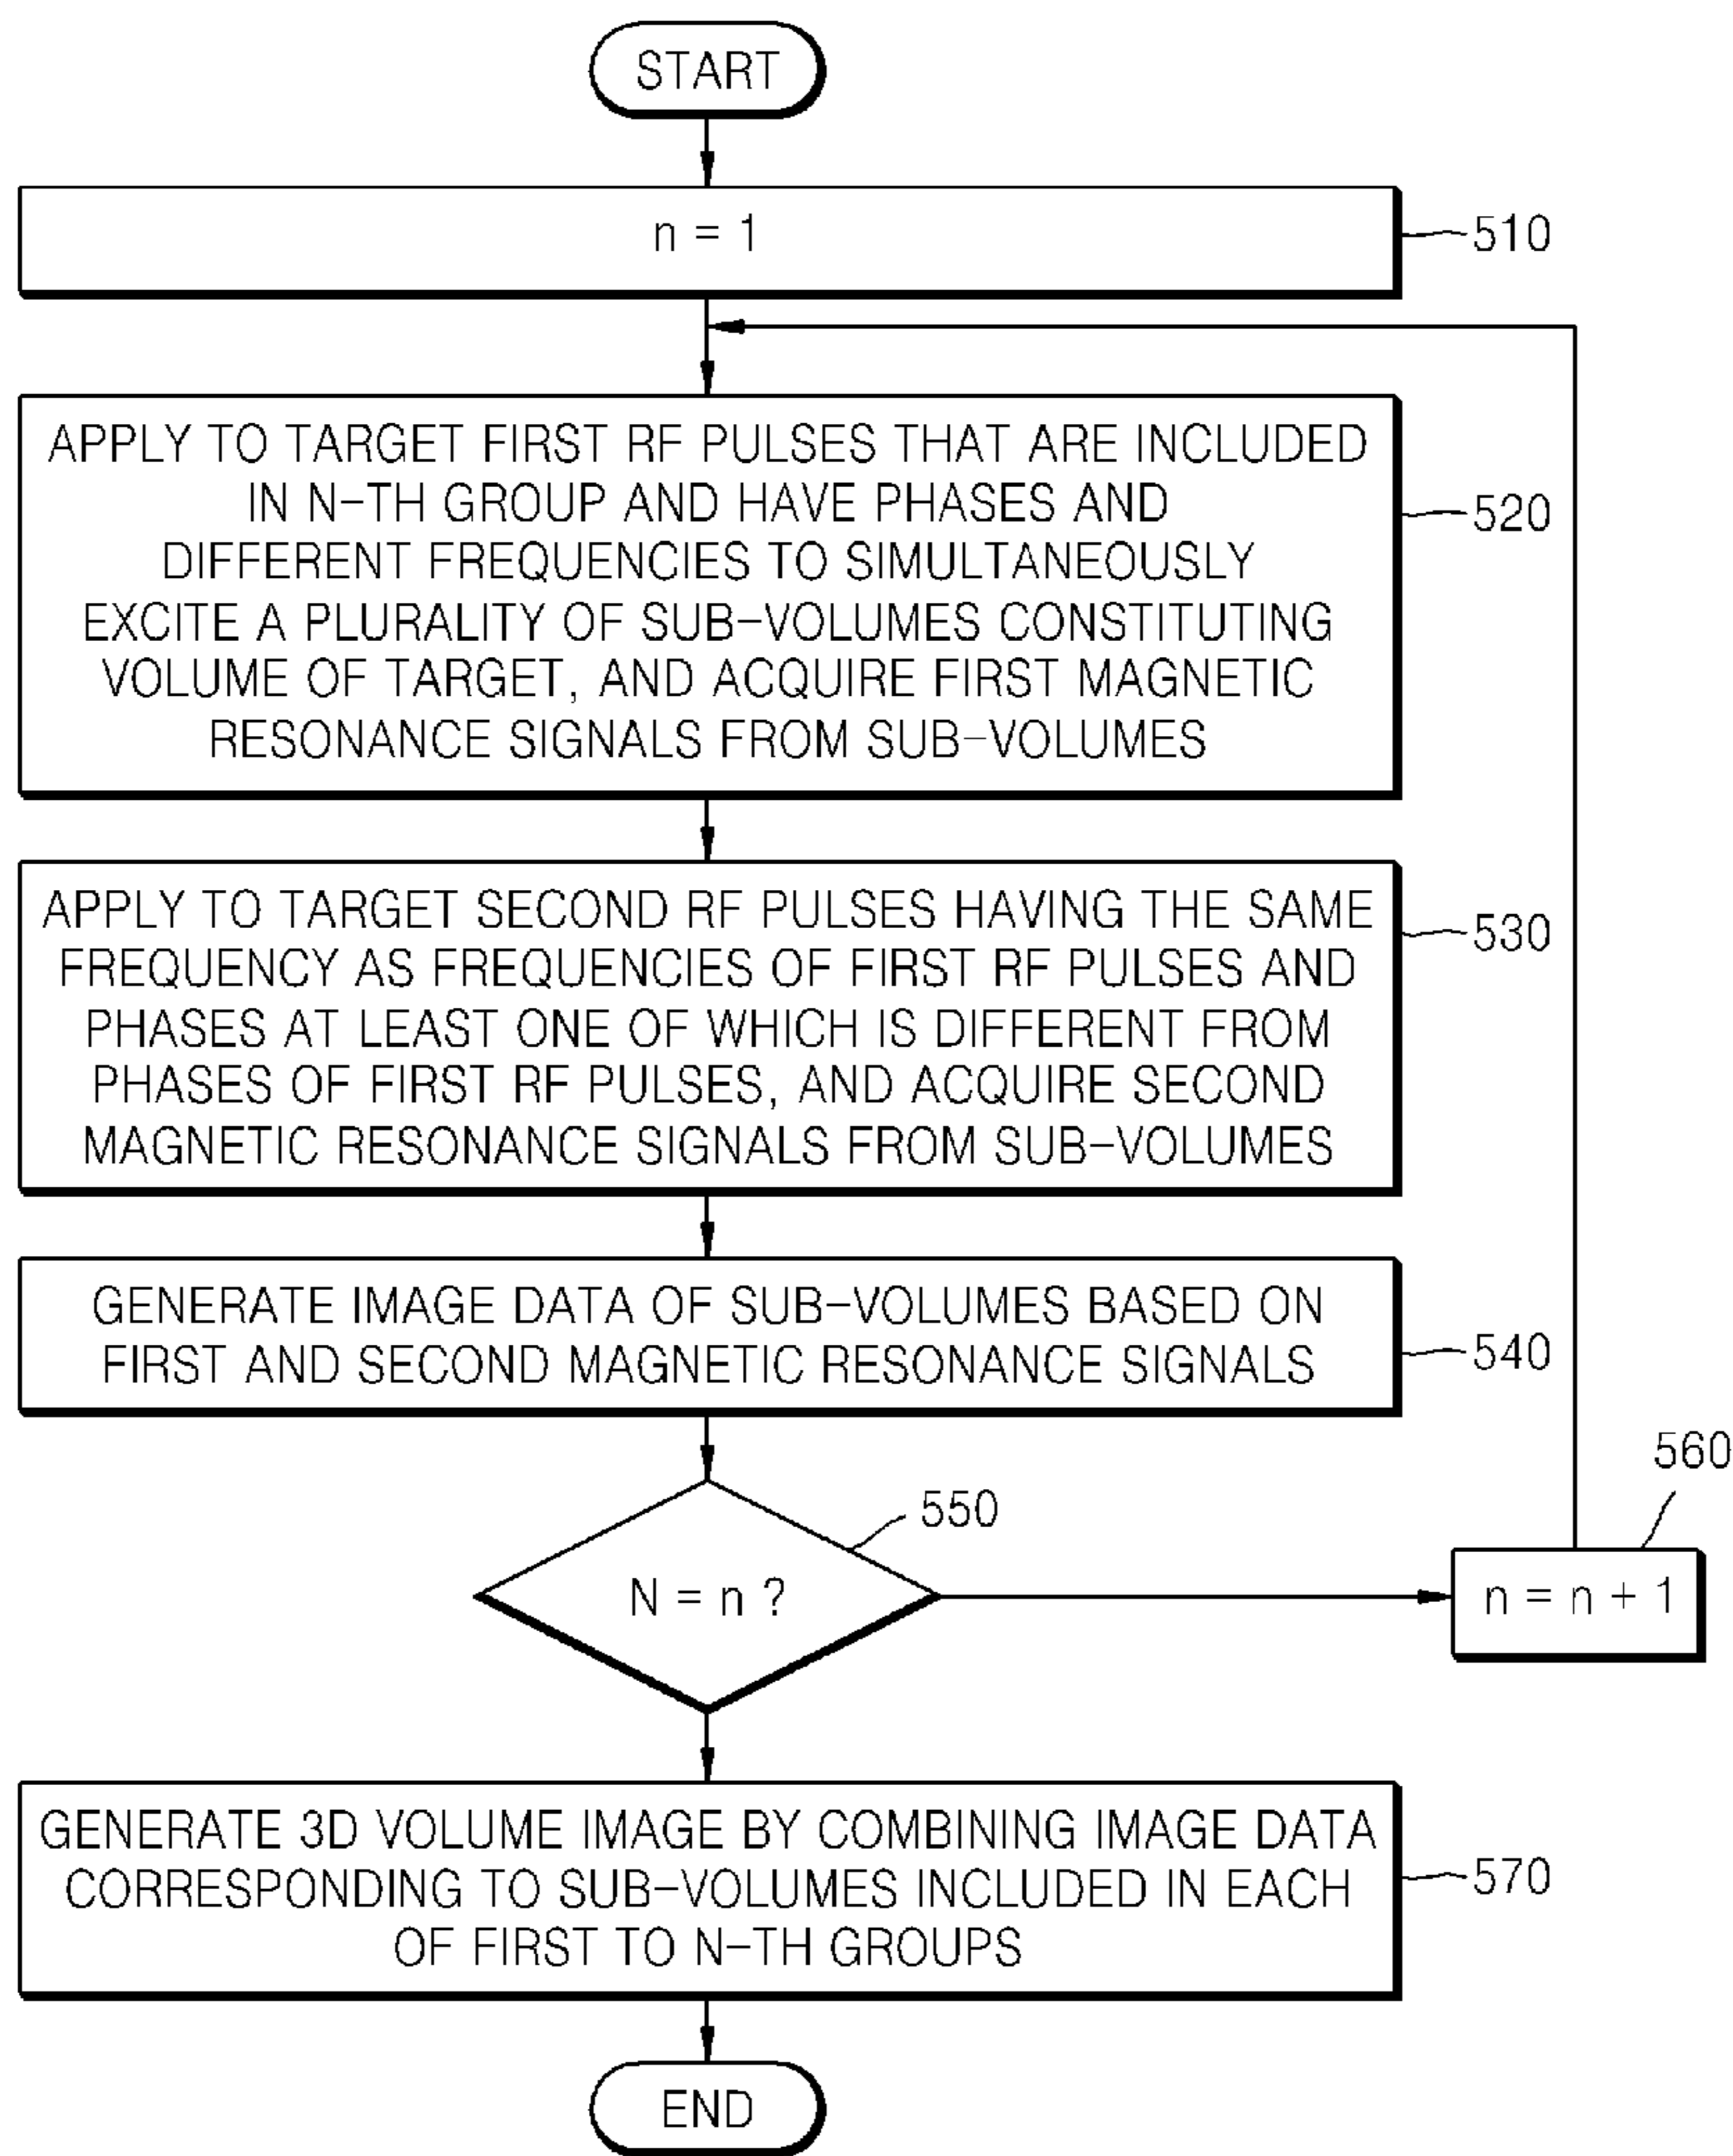 START
n = 1
510
APPLY TO TARGET FIRST RF PULSES THAT ARE INCLUDED
IN N-TH GROUP AND HAVE PHASES AND
DIFFERENT FREQUENCIES TO SIMULTANEOUSLY
EXCITE A PLURALITY OF SUB-VOLUMES CONSTITUTING
VOLUME OF TARGET, AND ACQUIRE FIRST MAGNETIC
RESONANCE SIGNALS FROM SUB-VOLUMES
520
APPLY TO TARGET SECOND RF PULSES HAVING THE SAME
FREQUENCY AS FREQUENCIES OF FIRST RF PULSES AND
PHASES AT LEAST ONE OF WHICH IS DIFFERENT FROM
PHASES OF FIRST RF PULSES, AND ACQUIRE SECOND
MAGNETIC RESONANCE SIGNALS FROM SUB-VOLUMES
530
GENERATE IMAGE DATA OF SUB-VOLUMES BASED ON
FIRST AND SECOND MAGNETIC RESONANCE SIGNALS
540
N = n ?
550
n = n + 1
560
GENERATE 3D VOLUME IMAGE BY COMBINING IMAGE DATA
CORRESPONDING TO SUB-VOLUMES INCLUDED IN EACH
OF FIRST TO N-TH GROUPS
570
END